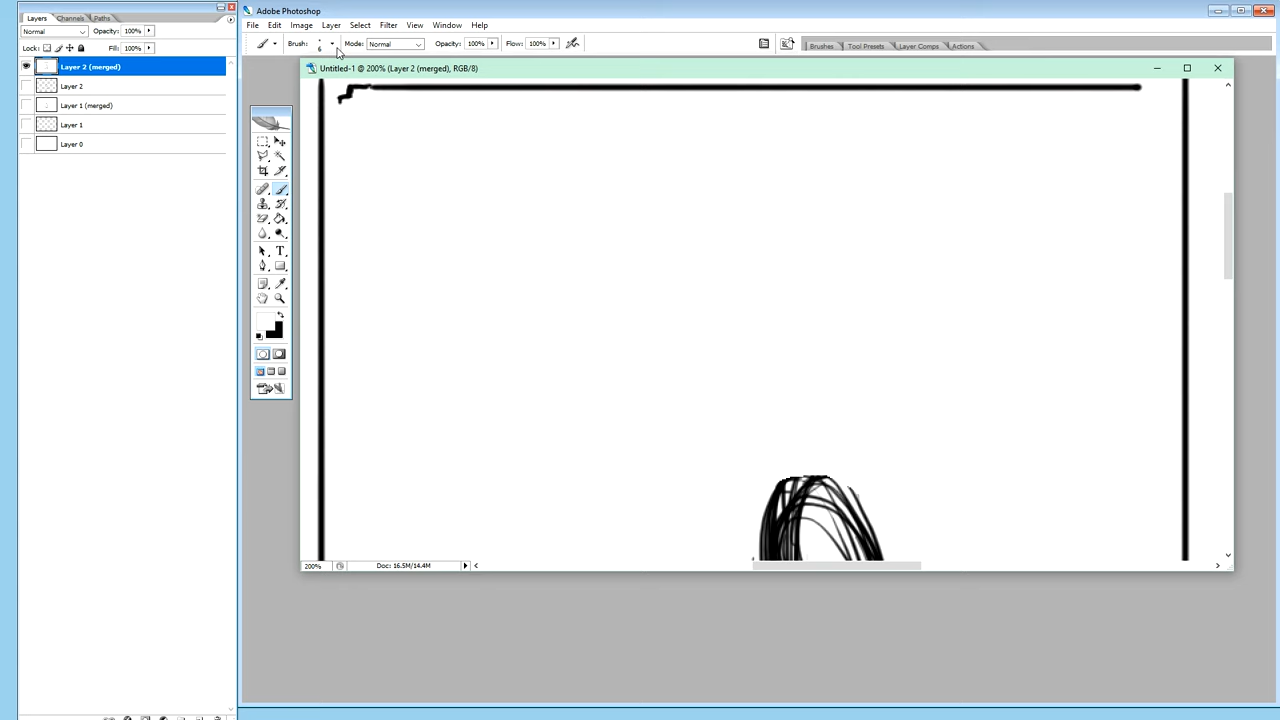 Layers Channels Paths
Normal Opacity: 100%
Lock: Fill: 100%
Layer 2 (merged)
Layer 2
Layer 1 (merged)
Layer 1
Layer 0
Adobe Photoshop
File Edit Image Layer Select Filter View Window Help
Brush: 6 Mode: Normal Opacity: 100% Flow: 100% Brushes Tool Presets Layer Comps Actions
Untitled-1 @ 200% (Layer 2 (merged), RGB/8)
T
200% Doc: 16.5M/14.4M